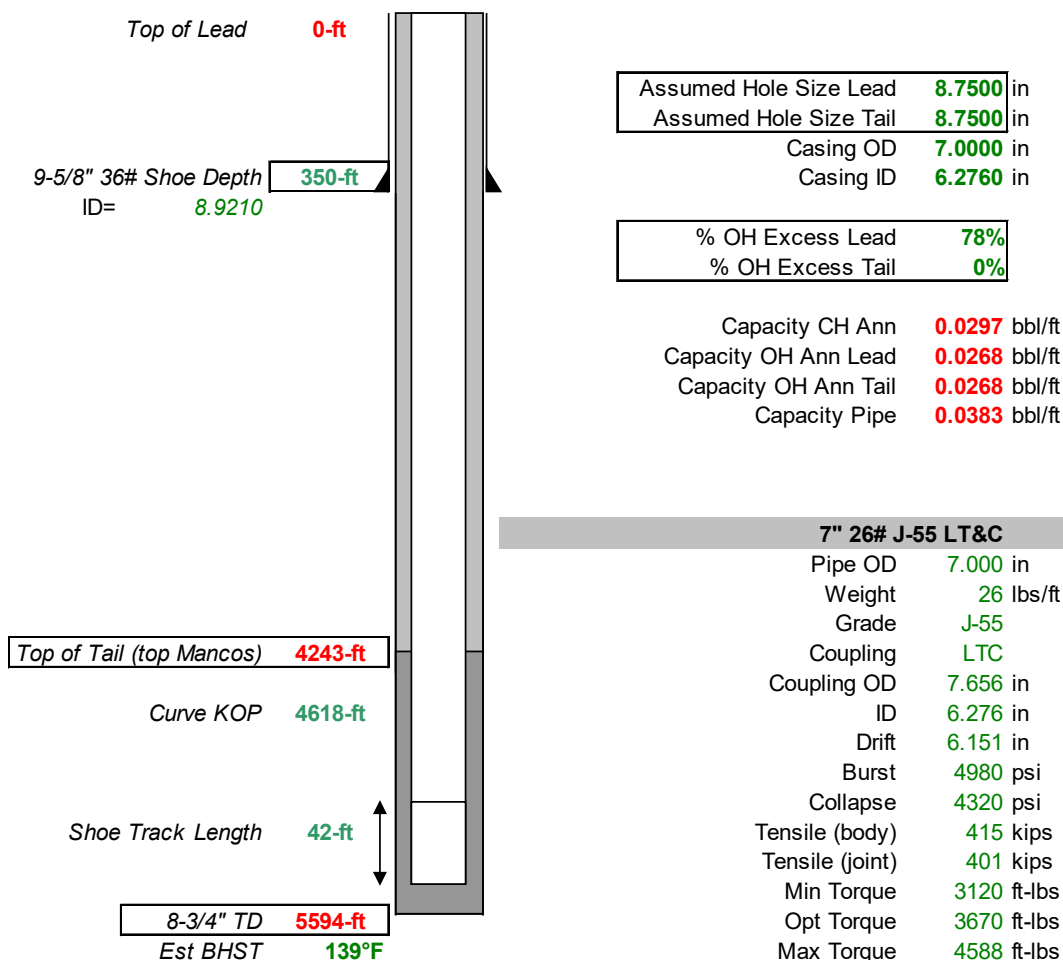 Top of Lead 0-ft
Assumed Hole Size Lead 8.7500 in
Assumed Hole Size Tail 8.7500 in
Casing OD 7.0000 in
9-5/8" 36# Shoe Depth 350-ft
Casing ID 6.2760 in
ID= 8.9210
% OH Excess Lead 78%
% OH Excess Tail 0%
Capacity CH Ann 0.0297 bbl/ft
Capacity OH Ann Lead 0.0268 bbl/ft
Capacity OH Ann Tail 0.0268 bbl/ft
Capacity Pipe 0.0383 bbl/ft
7" 26# J-55 LT&C
Pipe OD 7.000 in
Weight 26 lbs/ft
Grade J-55
Top of Tail (top Mancos) 4243-ft
Coupling LTC
Coupling OD 7.656 in
Curve KOP 4618-ft
ID 6.276 in
Drift 6.151 in
Burst 4980 psi
Collapse 4320 psi
Shoe Track Length 42-ft
Tensile (body) 415 kips
Tensile (joint) 401 kips
Min Torque 3120 ft-lbs
8-3/4" TD 5594-ft
Opt Torque 3670 ft-lbs
Est BHST 139°F
Max Torque 4588 ft-lbs